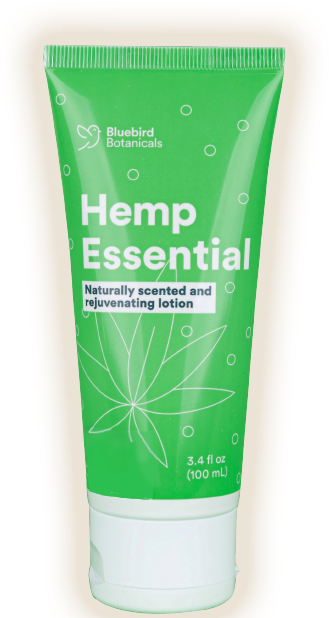 Bluebird
Botanicals
Hemp
Essential
Naturally scented and
rejuvenating lotion
3.4 fl oz
(100 mL)